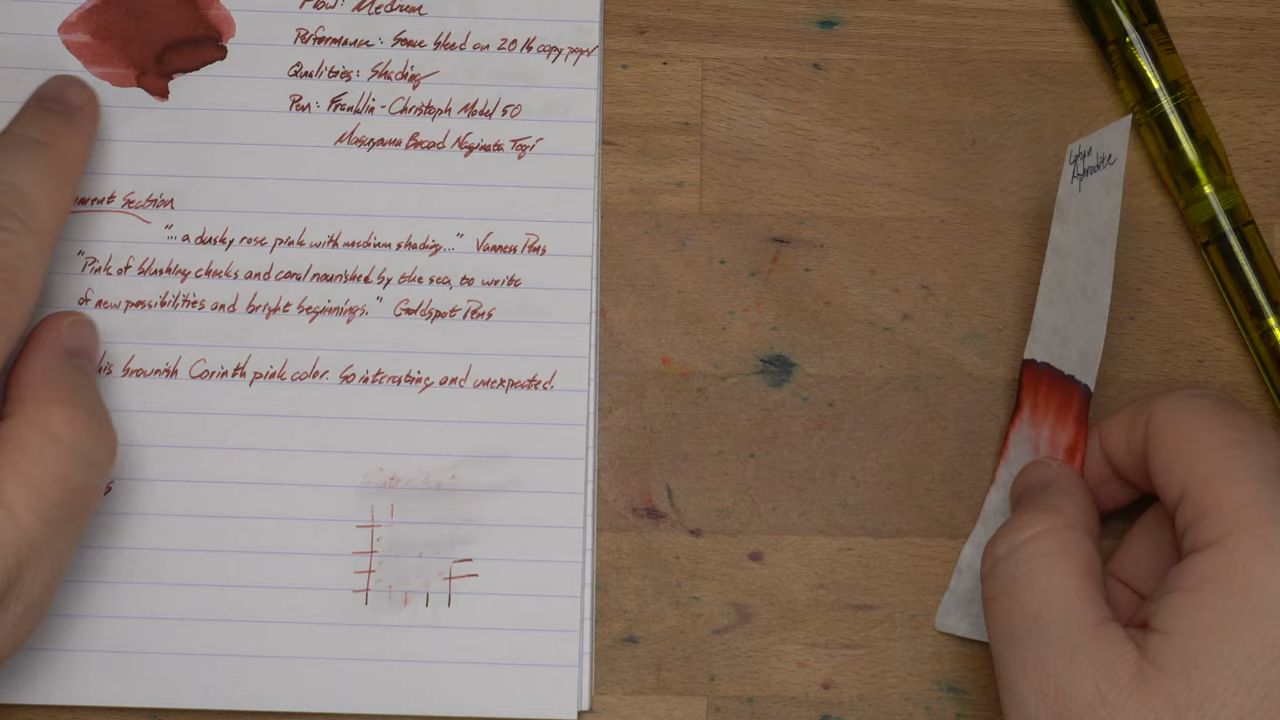 Flow: Medium
Performance: Some bleed on 20 lb copy paper
Qualities: Shading
Pen: Franklin-Christoph Model 50
Masuyama Broad Naginata Togi
ment Section
"... a dusky rose pink with medium shading..." Vanness Pens
"Pink of blushing cheeks and coral nourished by the sea, to write
of new possibilities and bright beginnings." Goldspot Pens
his brownish Corinth pink color. So interesting and unexpected.
s
Aphrodite